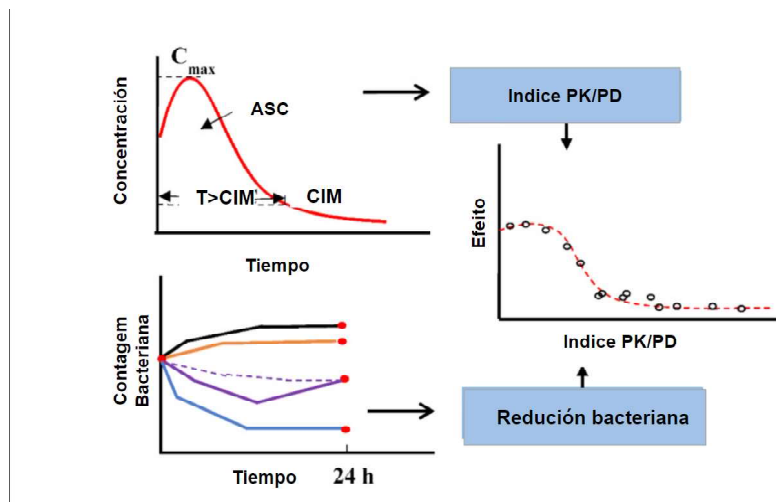 Cmax
ASC
T>CIM
CIM
Concentración
Tiempo
Indice PK/PD
Efeito
Indice PK/PD
Contagem
Bacteriana
Tiempo
24 h
Redución bacteriana